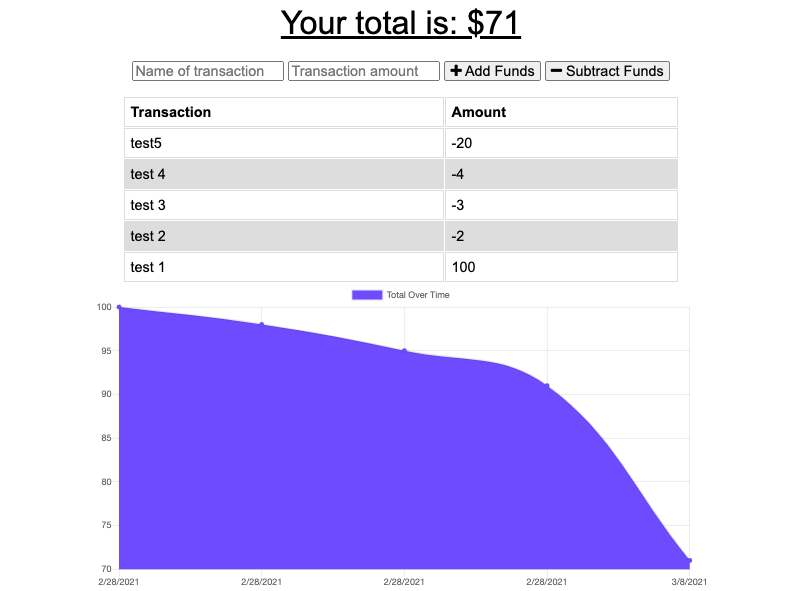 Your total is: $71
Name of transaction Transaction amount Add Funds Subtract Funds
Transaction Amount
test5 -20
test 4 -4
test 3 -3
test 2 -2
test 1 100
Total Over Time
100
95
90
85
80
75
70
2/28/2021 2/28/2021 2/28/2021 2/28/2021 3/8/2021